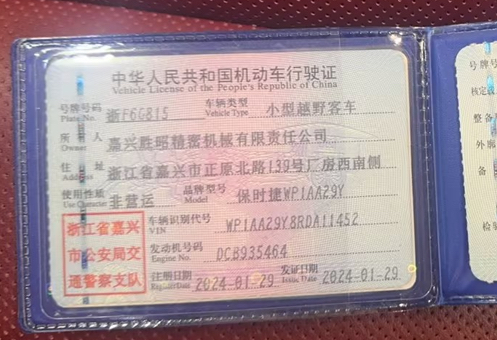 中华人民共和国机动车行驶证
Vehicle License of the People's Republic of China
号牌号码 浙F6G815 车辆类型 小型越野客车
Plate No. Vehicle Type
所有人 嘉兴胜昭精密机械有限责任公司
Owner
住址 浙江省嘉兴市正原北路139号厂房西南侧
Address
使用性质 非营运 品牌型号 保时捷WP1AA29Y
Use Character Model
浙江省嘉兴市公安局交通警察支队
车辆识别代号 WP1AA29Y8RDA11452
VIN
发动机号码 DCB935464
Engine No.
注册日期 2024-01-29 发证日期 2024-01-29
Register Date Issue Date
号牌号
核定载
整备
外廓
备
检验